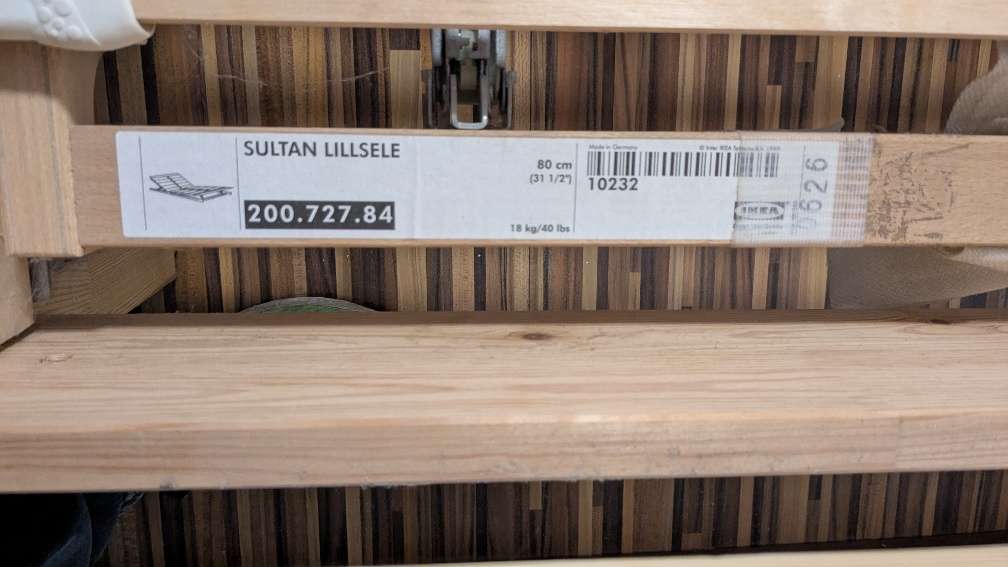 SULTAN LILLSELE
200.727.84
80 cm
(31 1/2")
18 kg/40 lbs
Made in Germany
10232
IKEA
5626